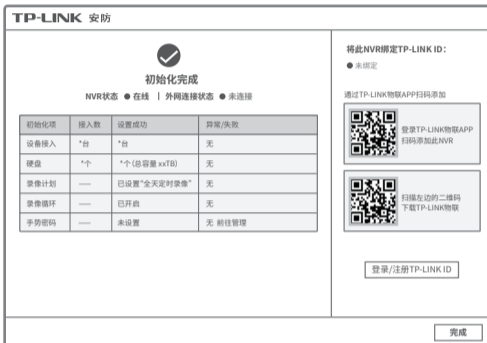 TP-LINK 安防
初始化完成
NVR状态 ● 在线 | 外网连接状态 ● 未连接
初始化项 接入数 设置成功 异常/失败
设备接入 *台 *台 无
硬盘 *个 *个(总容量 xxTB) 无
录像计划 —— 已设置“全天定时录像” 无
录像循环 —— 已开启 无
手势密码 —— 未设置 无 前往管理
将此NVR绑定TP-LINK ID：
● 未绑定
通过TP-LINK物联APP扫码添加
登录TP-LINK物联APP
扫码添加此NVR
扫描左边的二维码
下载TP-LINK物联
登录/注册TP-LINK ID
完成